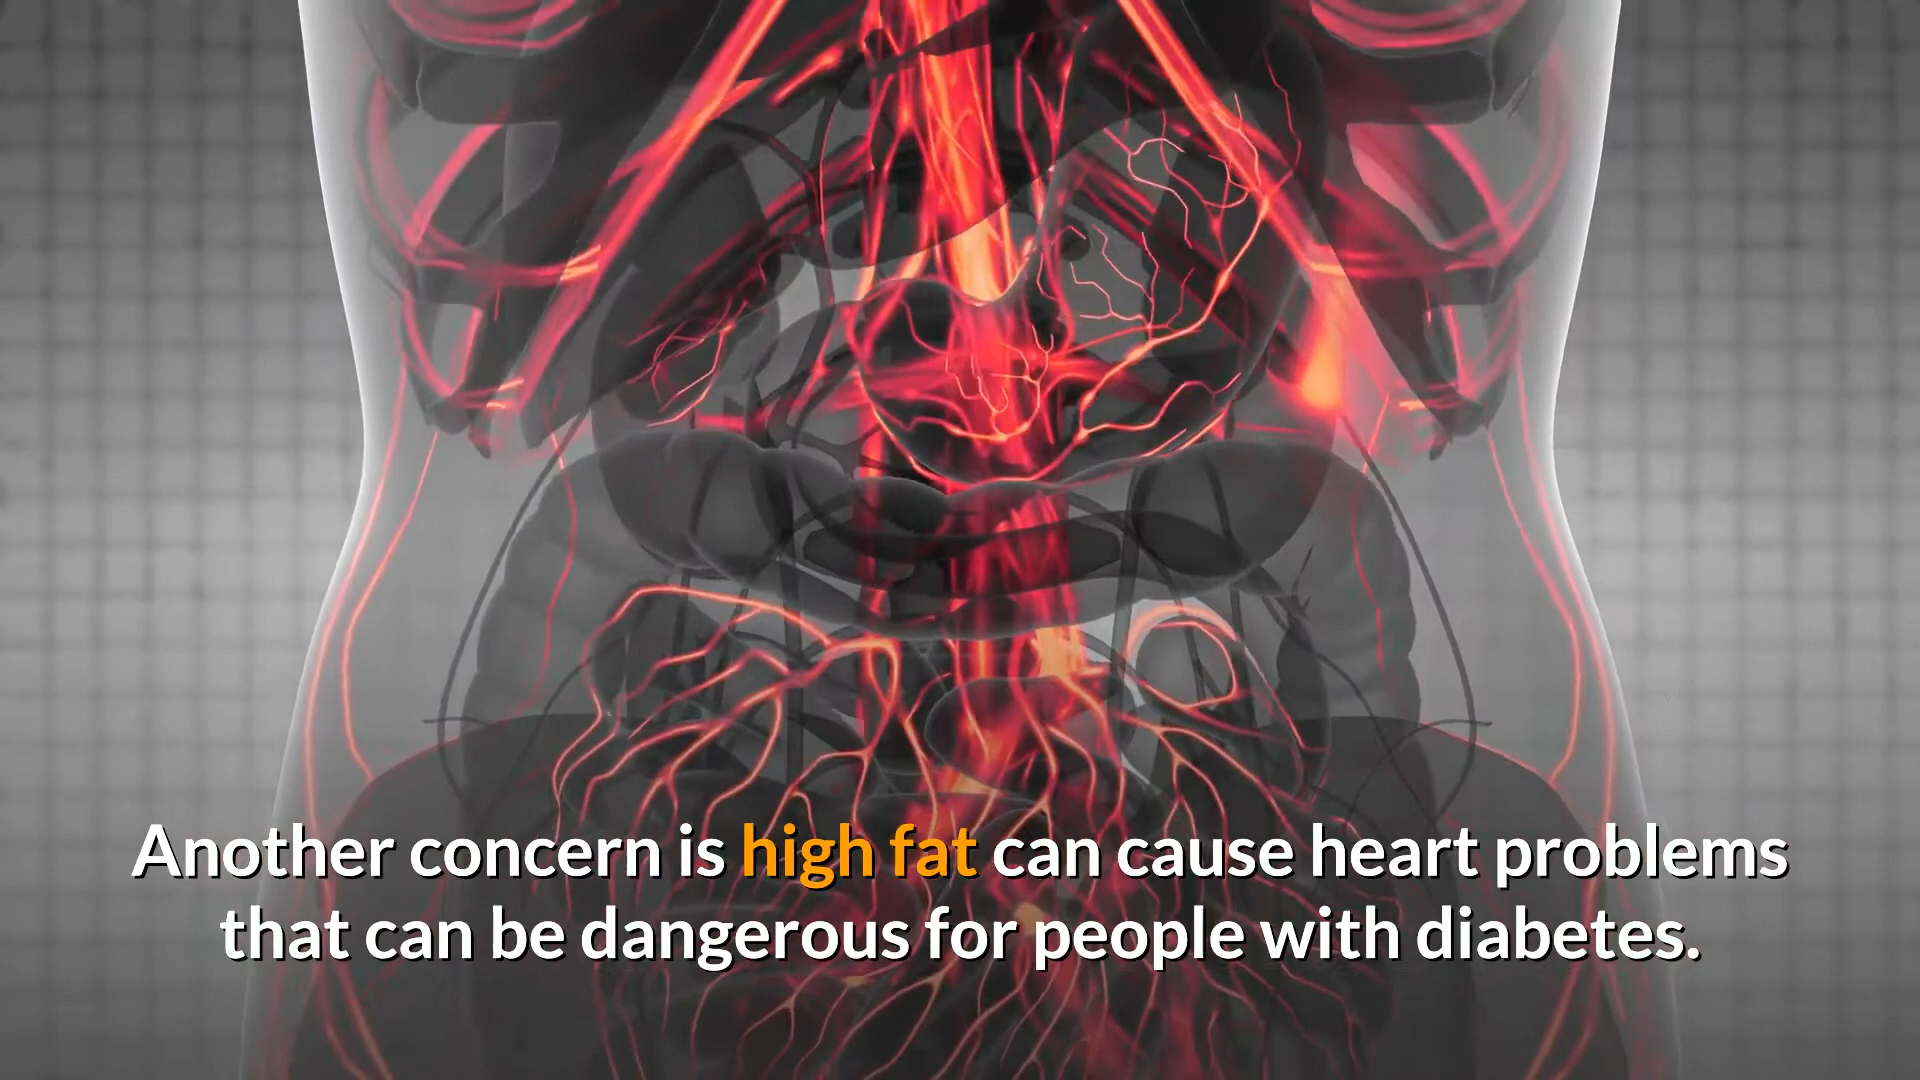 Another concern is high fat can cause heart problems
that can be dangerous for people with diabetes.